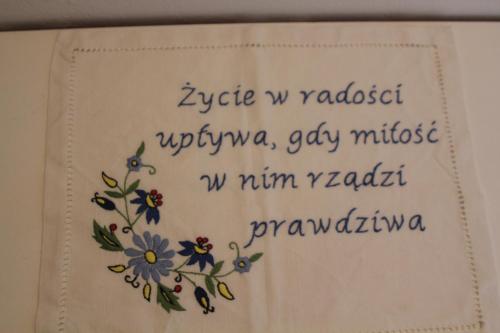 Życie w radości
upływa, gdy miłość
w nim rządzi
prawdziwa